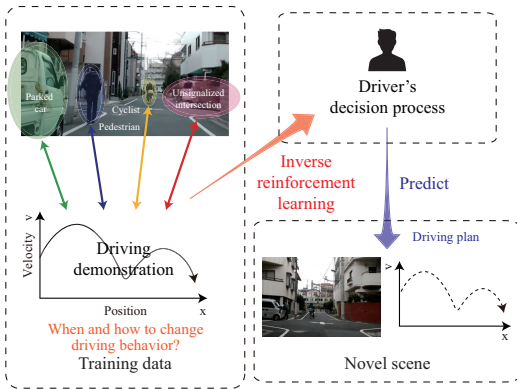 Parked
car
Cyclist
Pedestrian
Unsignalized
intersection
Velocity
v
Driving
demonstration
Position
x
When and how to change
driving behavior?
Training data
Driver's
decision process
Inverse
reinforcement
learning
Predict
Driving plan
v
x
Novel scene